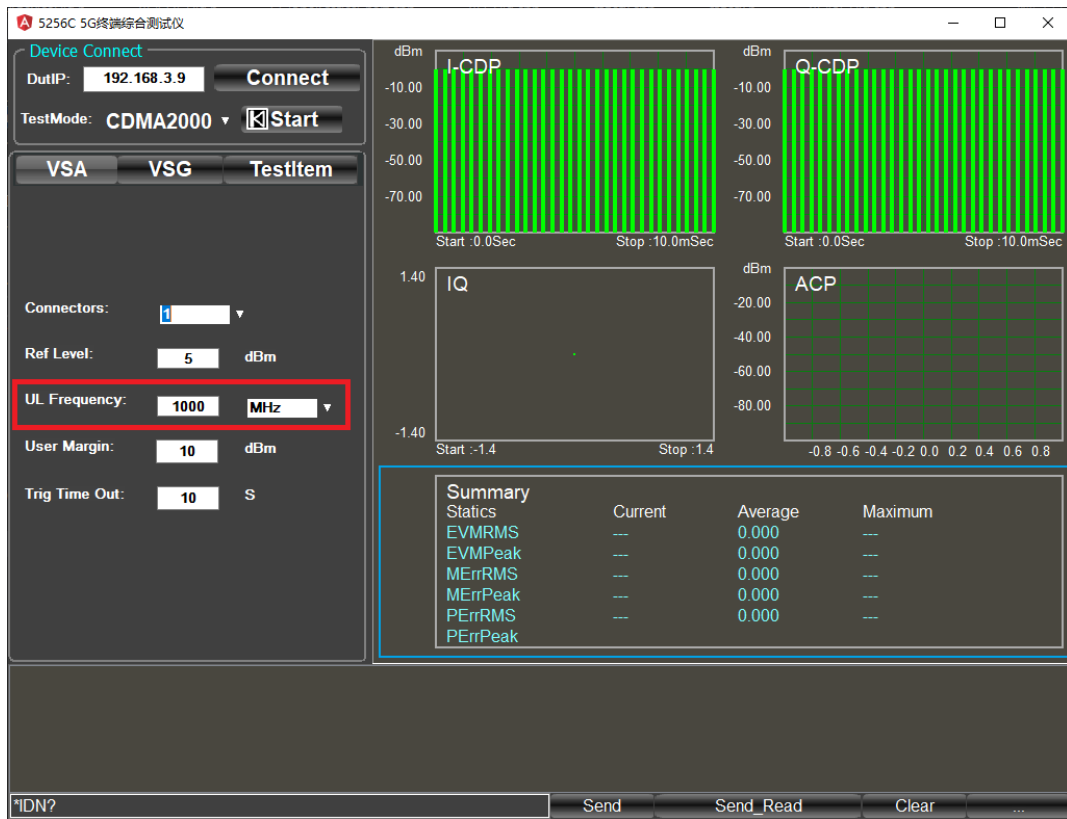 5256C 5G终端综合测试仪
Device Connect
DutIP: 192.168.3.9 Connect
TestMode: CDMA2000 Start
VSA VSG TestItem
Connectors: 1
Ref Level: 5 dBm
UL Frequency: 1000 MHz
User Margin: 10 dBm
Trig Time Out: 10 S
dBm
I-CDP
-10.00
-30.00
-50.00
-70.00
Start :0.0Sec Stop :10.0mSec
dBm
Q-CDP
-10.00
-30.00
-50.00
-70.00
Start :0.0Sec Stop :10.0mSec
1.40
IQ
-1.40
Start :-1.4 Stop :1.4
dBm
ACP
-20.00
-40.00
-60.00
-80.00
-0.8 -0.6 -0.4 -0.2 0.0 0.2 0.4 0.6 0.8
Summary
Statics Current Average Maximum
EVMRMS --- 0.000 ---
EVMPeak --- 0.000 ---
MErrRMS --- 0.000 ---
MErrPeak --- 0.000 ---
PErrRMS --- 0.000 ---
PErrPeak
*IDN? Send Send_Read Clear ...